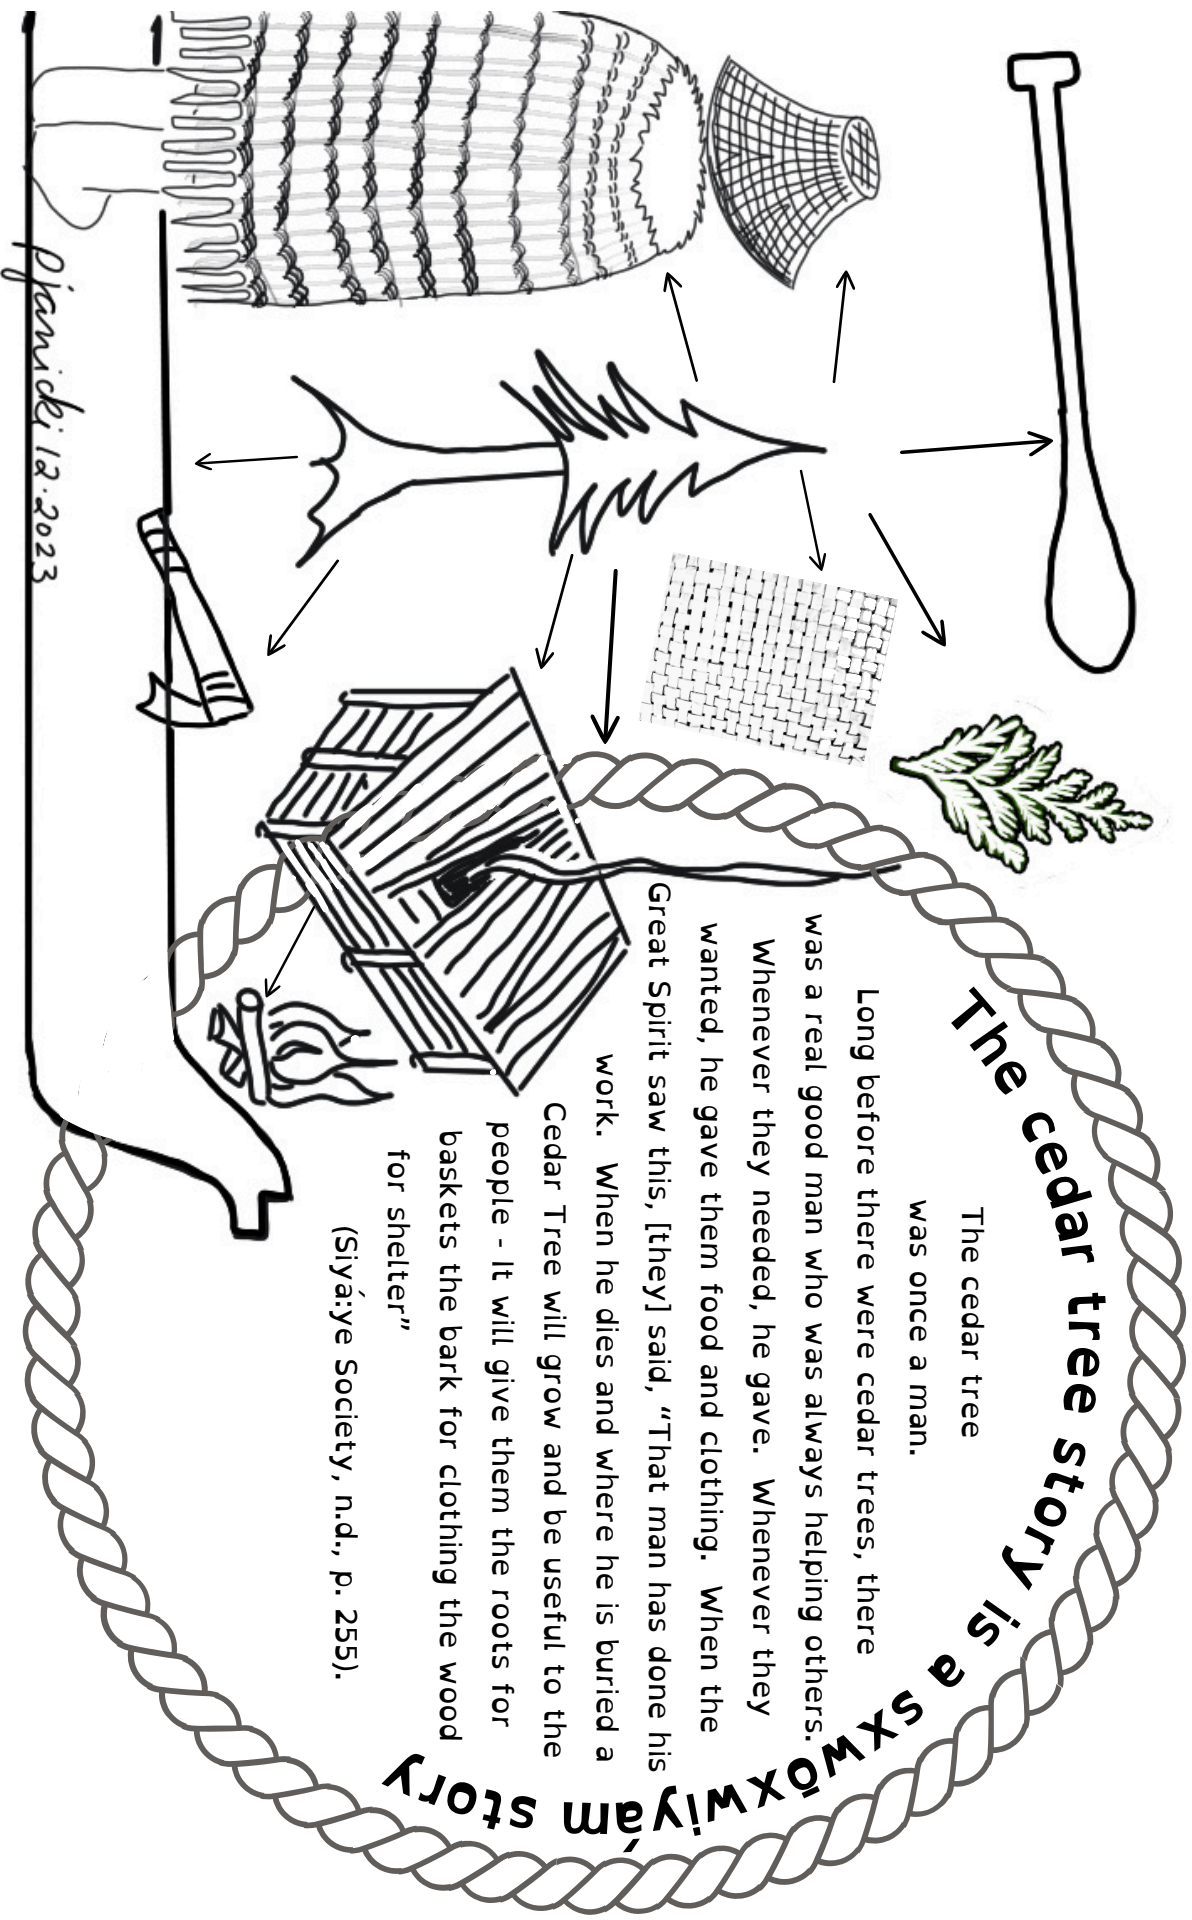 The cedar tree story is a sxwōxwiyám story
The cedar tree
was once a man.
Long before there were cedar trees, there
was a real good man who was always helping others.
Whenever they needed, he gave. Whenever they
wanted, he gave them food and clothing. When the
Great Spirit saw this, [they] said, “That man has done his
work. When he dies and where he is buried a
Cedar Tree will grow and be useful to the
people - It will give them the roots for
baskets the bark for clothing the wood
for shelter”
(Siyá:ye Society, n.d., p. 255).
pjanicki 12.2023